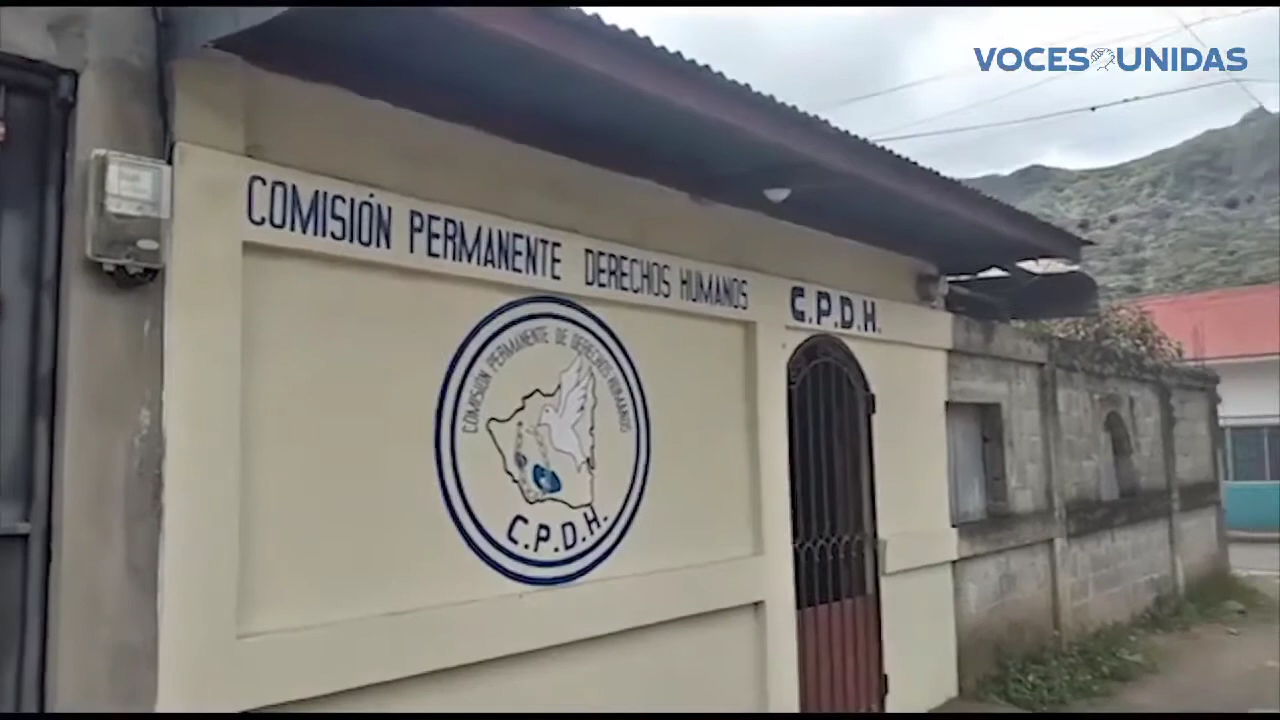 VOCES UNIDAS
COMISIÓN PERMANENTE DERECHOS HUMANOS C.P.D.H.
COMISIÓN PERMANENTE DE DERECHOS HUMANOS
C.P.D.H.